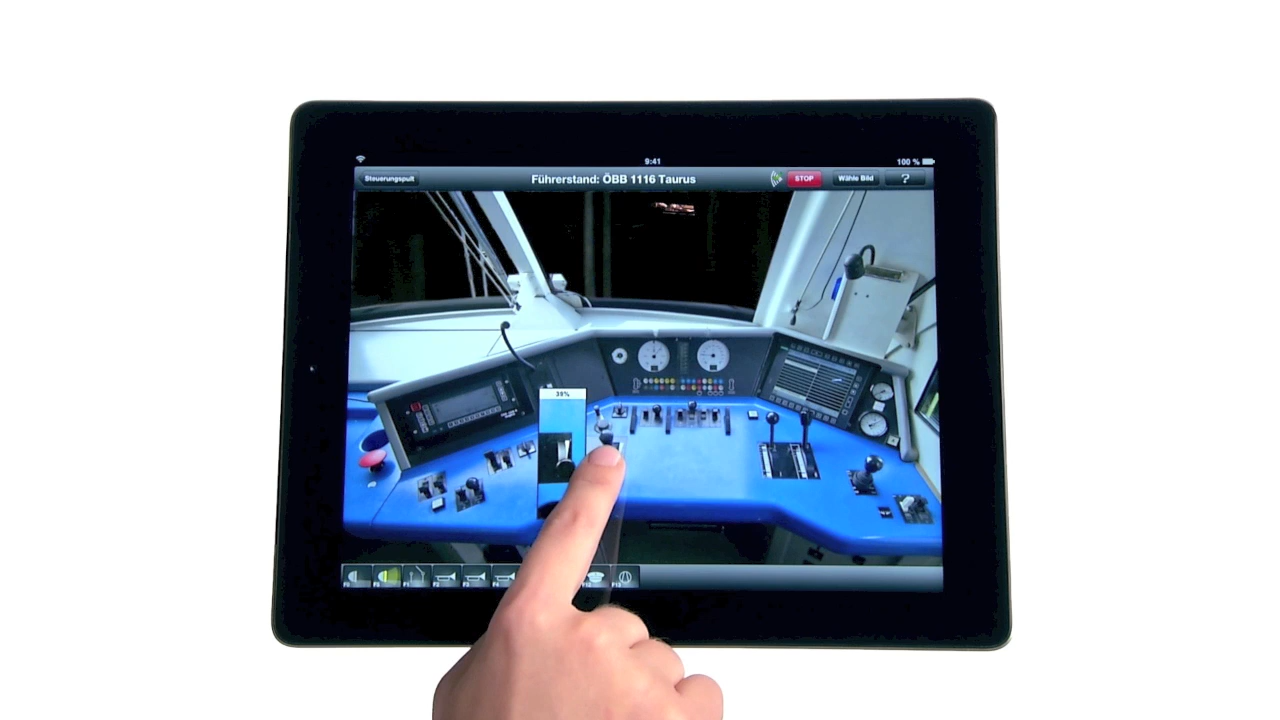 9:41
100 %
Steuerungspult
Führerstand: ÖBB 1116 Taurus
STOP
Wähle Bild
?
39%